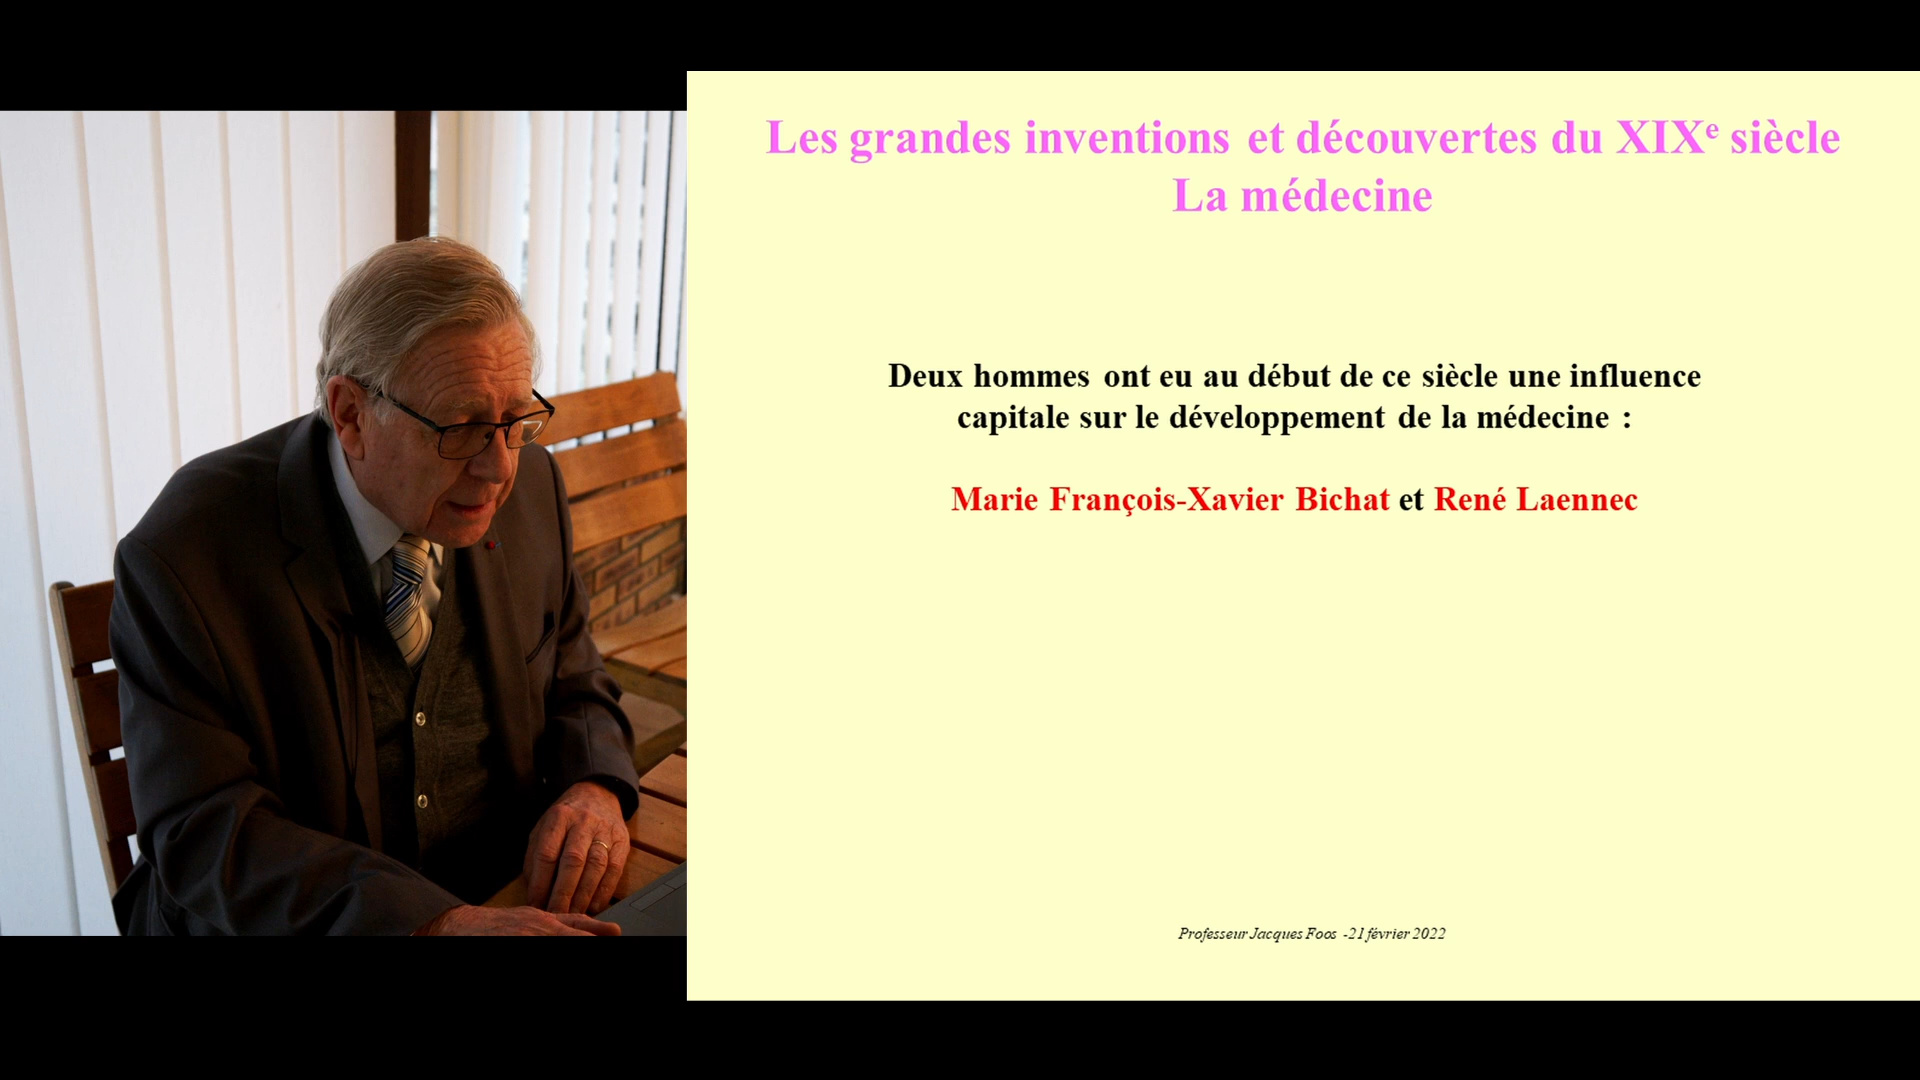 Les grandes inventions et découvertes du XIXe siècle
La médecine
Deux hommes ont eu au début de ce siècle une influence
capitale sur le développement de la médecine :
Marie François-Xavier Bichat et René Laennec
Professeur Jacques Foos -21 février 2022